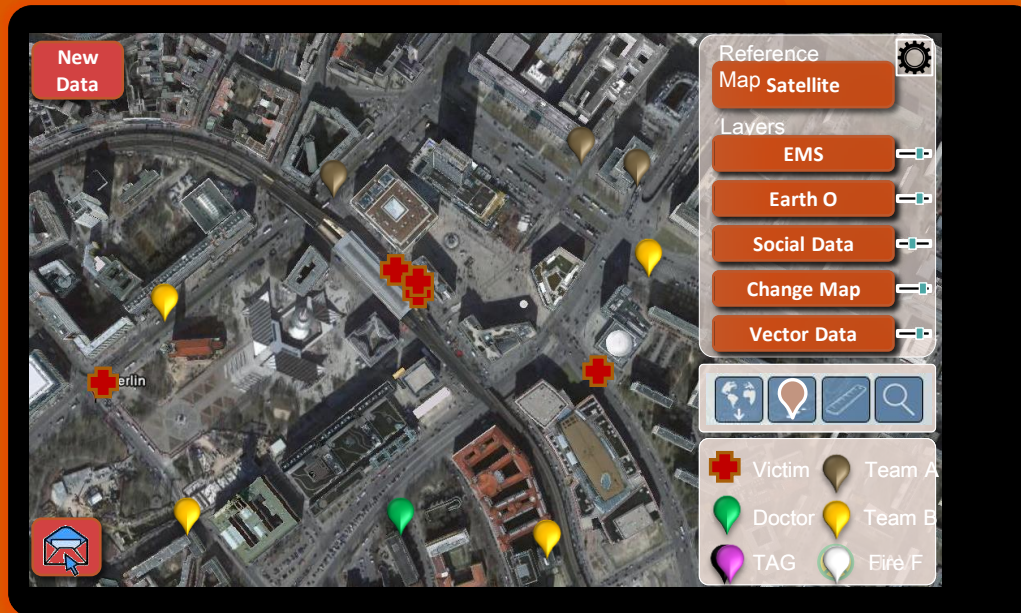 New
Data
Reference
Map Satellite
Layers
EMS
Earth O
Social Data
Change Map
Vector Data
erlin
Victim Team A
Doctor Team B
TAG